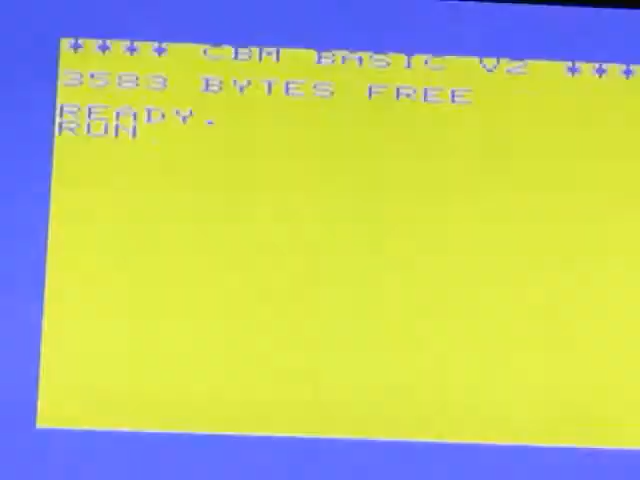 **** CBM BASIC V2 ***
3583 BYTES FREE
READY.
RUN